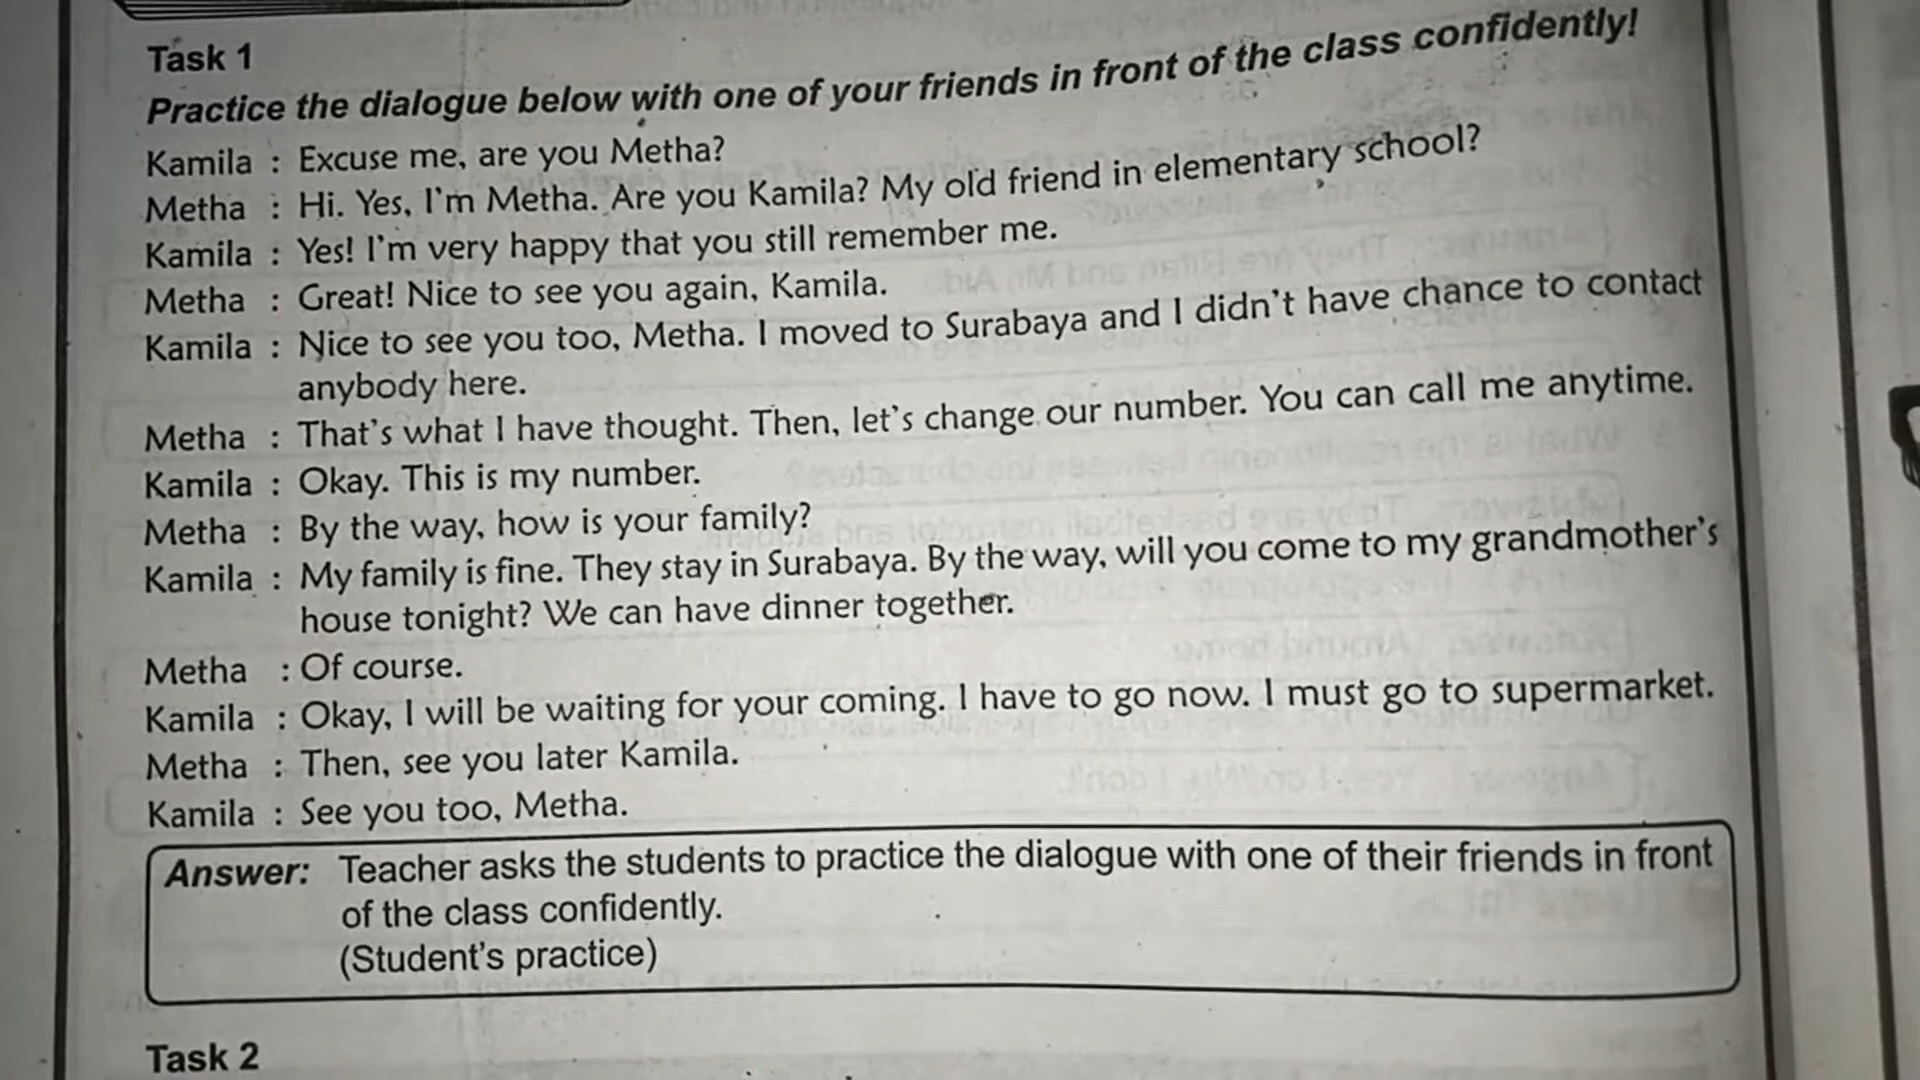 Task 1
Practice the dialogue below with one of your friends in front of the class confidently!
Kamila : Excuse me, are you Metha?
Metha : Hi. Yes, I'm Metha. Are you Kamila? My old friend in elementary school?
Kamila : Yes! I'm very happy that you still remember me.
Metha : Great! Nice to see you again, Kamila.
Kamila : Nice to see you too, Metha. I moved to Surabaya and I didn't have chance to contact
anybody here.
Metha : That's what I have thought. Then, let's change our number. You can call me anytime.
Kamila : Okay. This is my number.
Metha : By the way, how is your family?
Kamila : My family is fine. They stay in Surabaya. By the way, will you come to my grandmother's
house tonight? We can have dinner together.
Metha : Of course.
Kamila : Okay, I will be waiting for your coming. I have to go now. I must go to supermarket.
Metha : Then, see you later Kamila.
Kamila : See you too, Metha.
Answer: Teacher asks the students to practice the dialogue with one of their friends in front
of the class confidently.
(Student's practice)
Task 2